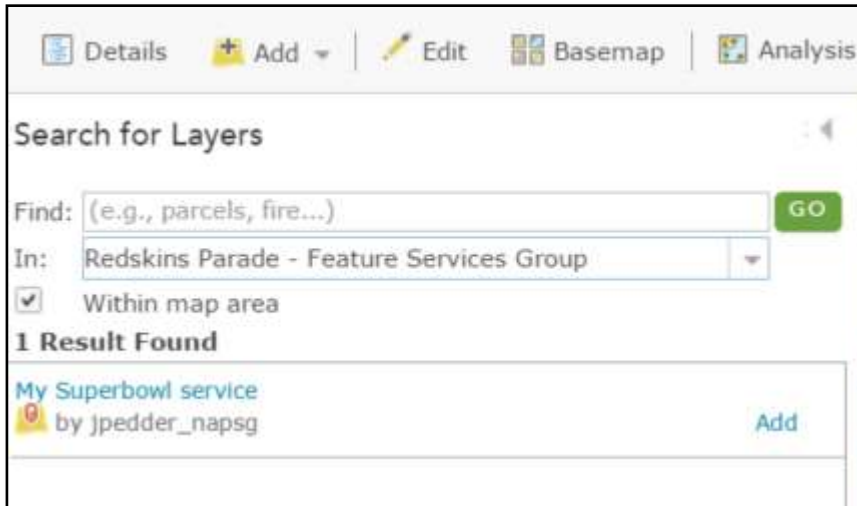 Details Add Edit Basemap Analysis
Search for Layers
Find: (e.g., parcels, fire...) GO
In: Redskins Parade - Feature Services Group
Within map area
1 Result Found
My Superbowl service
by jpedder_napsg Add